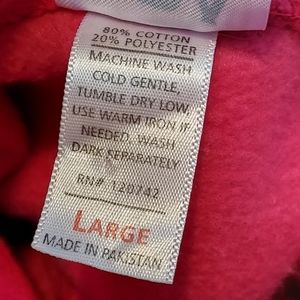 80% COTTON
20% POLYESTER
MACHINE WASH
COLD GENTLE,
TUMBLE DRY LOW,
USE WARM IRON IF
NEEDED, WASH
DARK SEPARATELY
RN# 120742
LARGE
MADE IN PAKISTAN